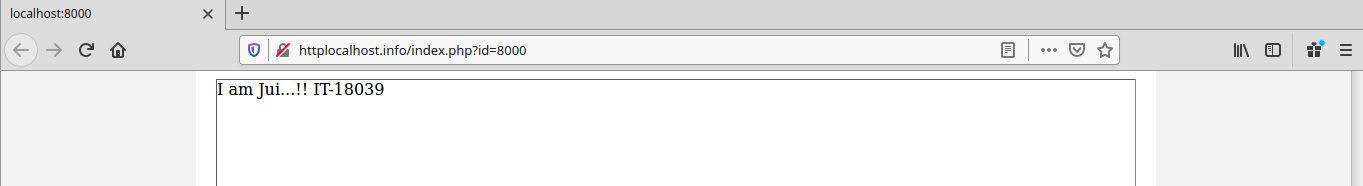 localhost:8000
httplocalhost.info/index.php?id=8000
I am Jui...!! IT-18039